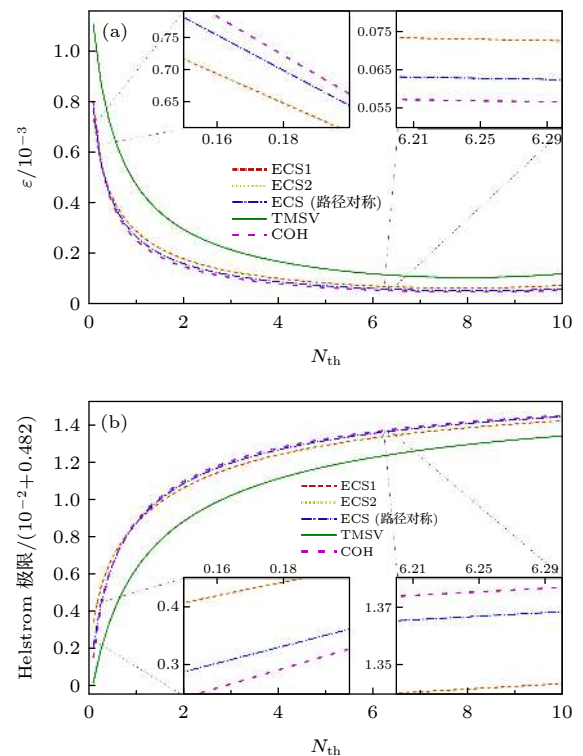 (a)
ε/10⁻³
1.0
0.8
0.6
0.4
0.2
0
0.75
0.65
0.16 0.18
0.075
0.065
0.055
6.21 6.25 6.29
ECS1
ECS2
ECS (路径对称)
TMSV
COH
0 2 4 6 8 10
Nth
(b)
Helstrom 极限/(10⁻²+0.482)
1.4
1.2
1.0
0.8
0.6
0.4
0.2
0
ECS1
ECS2
ECS (路径对称)
TMSV
COH
0.16 0.18
0.4
0.3
6.21 6.25 6.29
1.37
1.35
0 2 4 6 8 10
Nth